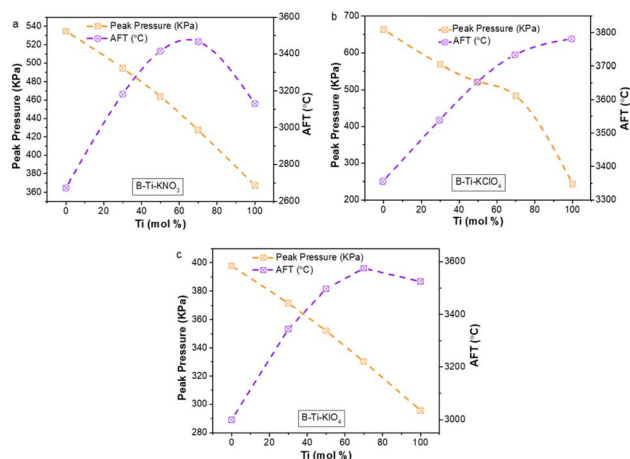 a
Peak Pressure (KPa)
AFT (°C)
540
520
500
480
460
440
420
400
380
360
3600
3400
3200
3000
2800
2600
Peak Pressure (KPa)
AFT (°C)
B-Ti-KNO3
0 20 40 60 80 100
Ti (mol %)
b
Peak Pressure (KPa)
AFT (°C)
700
600
500
400
300
200
3800
3700
3600
3500
3400
3300
Peak Pressure (KPa)
AFT (°C)
B-Ti-KClO4
0 20 40 60 80 100
Ti (mol %)
c
Peak Pressure (KPa)
AFT (°C)
400
380
360
340
320
300
280
3600
3400
3200
3000
Peak Pressure (KPa)
AFT (°C)
B-Ti-KIO4
0 20 40 60 80 100
Ti (mol %)